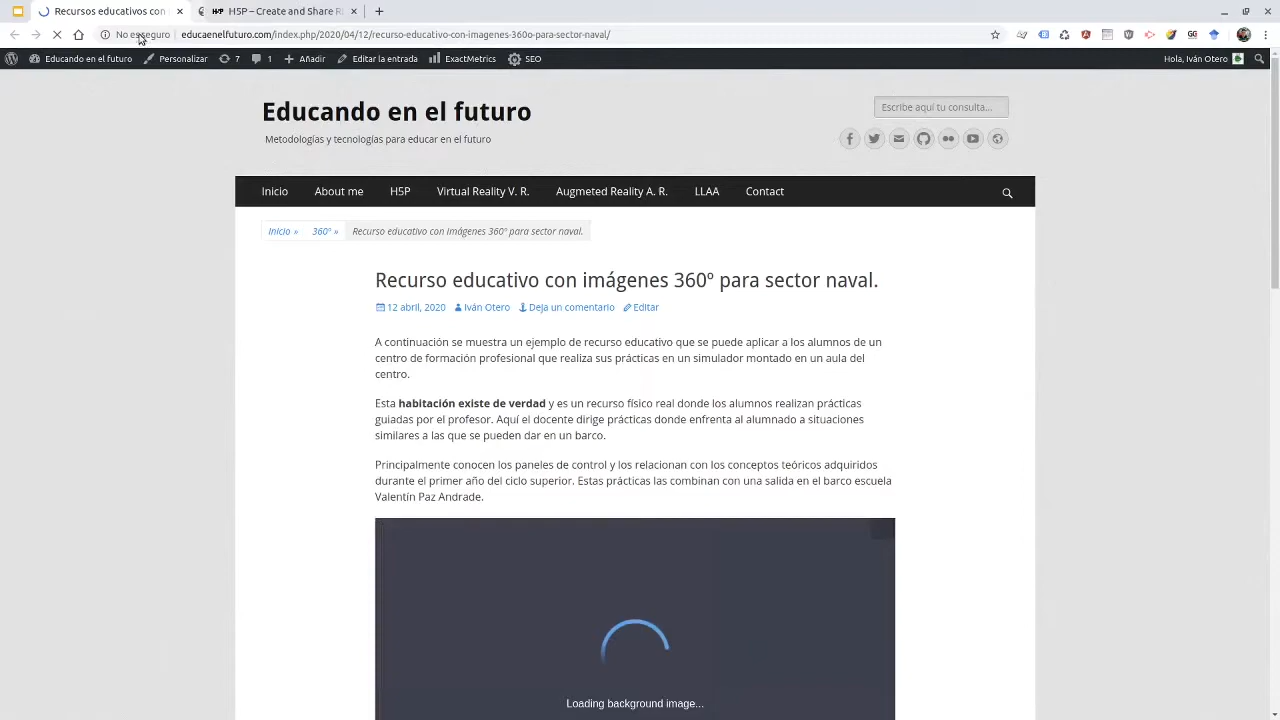 Recursos educativos con
H5P – Create and Share R
No es seguro educaenelfuturo.com/index.php/2020/04/12/recurso-educativo-con-imagenes-360o-para-sector-naval/
Educando en el futuro 7 1 Añadir Editar la entrada ExactMetrics SEO Hola, Iván Otero
Personalizar
Educando en el futuro
Escribe aquí tu consulta...
Metodologías y tecnologías para educar en el futuro
Inicio About me H5P Virtual Reality V. R. Augmeted Reality A. R. LLAA Contact
Inicio » 360º » Recurso educativo con imágenes 360º para sector naval.
Recurso educativo con imágenes 360º para sector naval.
12 abril, 2020 Iván Otero Deja un comentario Editar
A continuación se muestra un ejemplo de recurso educativo que se puede aplicar a los alumnos de un
centro de formación profesional que realiza sus prácticas en un simulador montado en un aula del
centro.
Esta habitación existe de verdad y es un recurso físico real donde los alumnos realizan prácticas
guiadas por el profesor. Aquí el docente dirige prácticas donde enfrenta al alumnado a situaciones
similares a las que se pueden dar en un barco.
Principalmente conocen los paneles de control y los relacionan con los conceptos teóricos adquiridos
durante el primer año del ciclo superior. Estas prácticas las combinan con una salida en el barco escuela
Valentín Paz Andrade.
Loading background image...